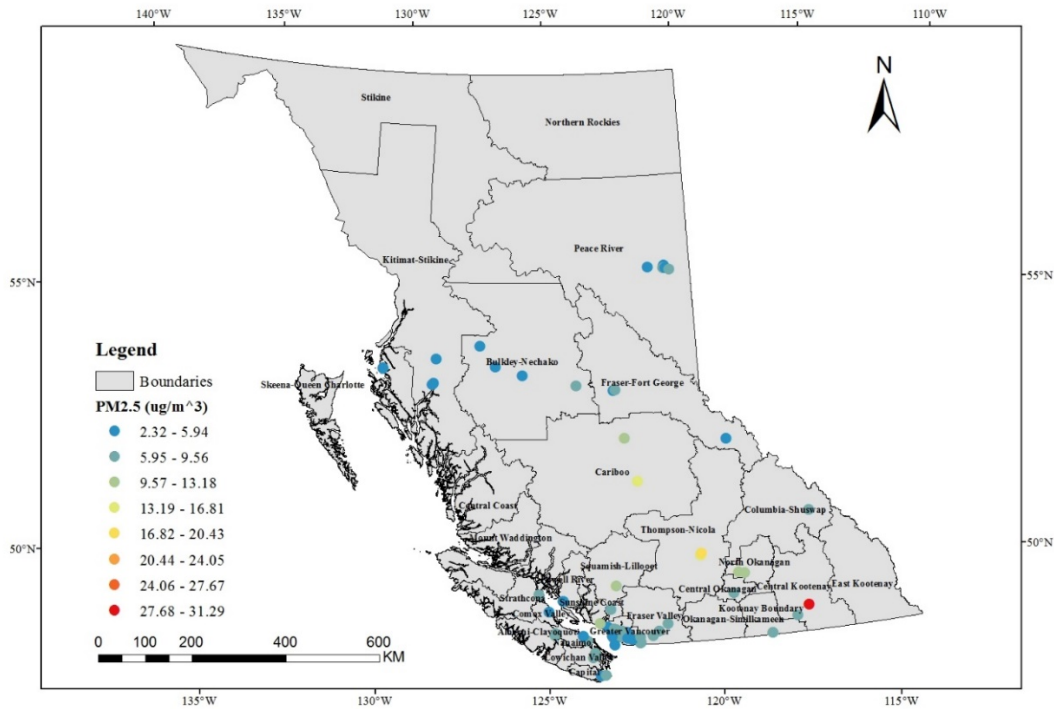 140°W 135°W 130°W 125°W 120°W 115°W 110°W
N
Stikine
Northern Rockies
Peace River
Kitimat-Stikine
55°N 55°N
Legend
Boundaries
PM2.5 (ug/m^3)
2.32 - 5.94
5.95 - 9.56
9.57 - 13.18
13.19 - 16.81
16.82 - 20.43
20.44 - 24.05
24.06 - 27.67
27.68 - 31.29
Skeena-Queen Charlotte
Bulkley-Nechako
Fraser-Fort George
Cariboo
Central Coast
Columbia-Shuswap
Thompson-Nicola
Mount Waddington
50°N 50°N
Squamish-Lillooet
North Okanagan
Strathcona
Sunshine Coast
Central Okanagan
Central Kootenay
East Kootenay
Comox Valley
Fraser Valley
Kootenay Boundary
Okanagan-Similkameen
Greater Vancouver
Nanaimo
Cowichan Valley
Capital
0 100 200 400 600
KM
135°W 130°W 125°W 120°W 115°W